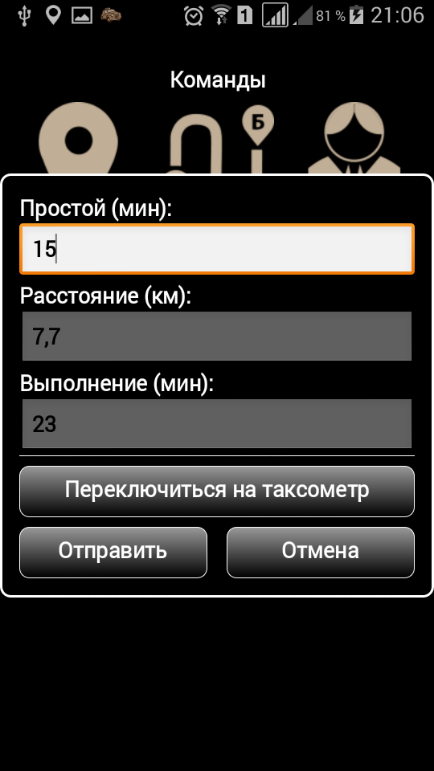 1 81 % 21:06
Команды
Б
Простой (мин):
15
Расстояние (км):
7,7
Выполнение (мин):
23
Переключиться на таксометр
Отправить Отмена